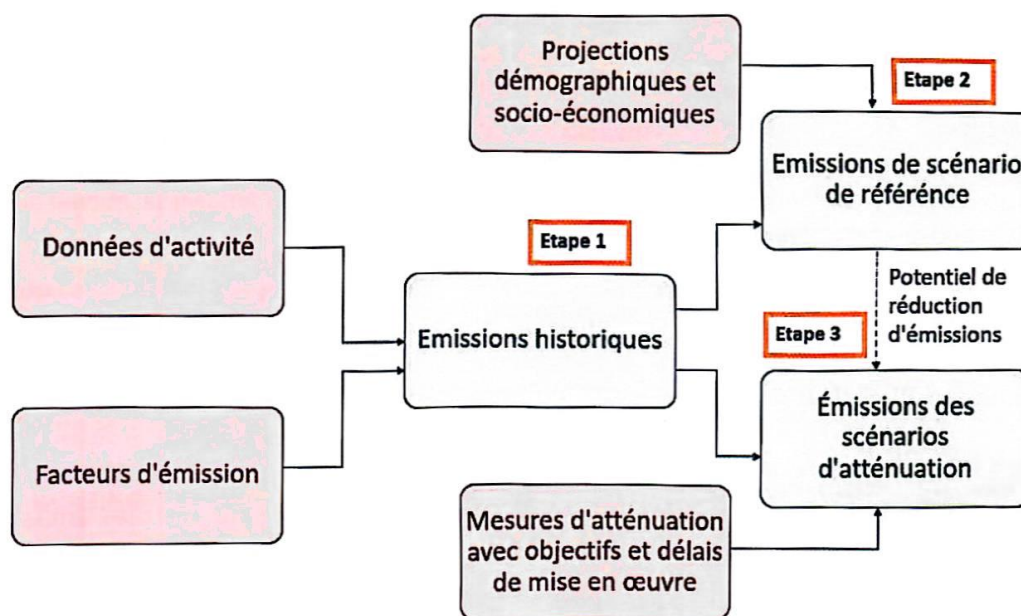 Projections
démographiques et
socio-économiques
Etape 2
Emissions de scénario
de référénce
Données d'activité
Etape 1
Emissions historiques
Potentiel de
réduction
d'émissions
Etape 3
Facteurs d'émission
Émissions des
scénarios
d'atténuation
Mesures d'atténuation
avec objectifs et délais
de mise en œuvre